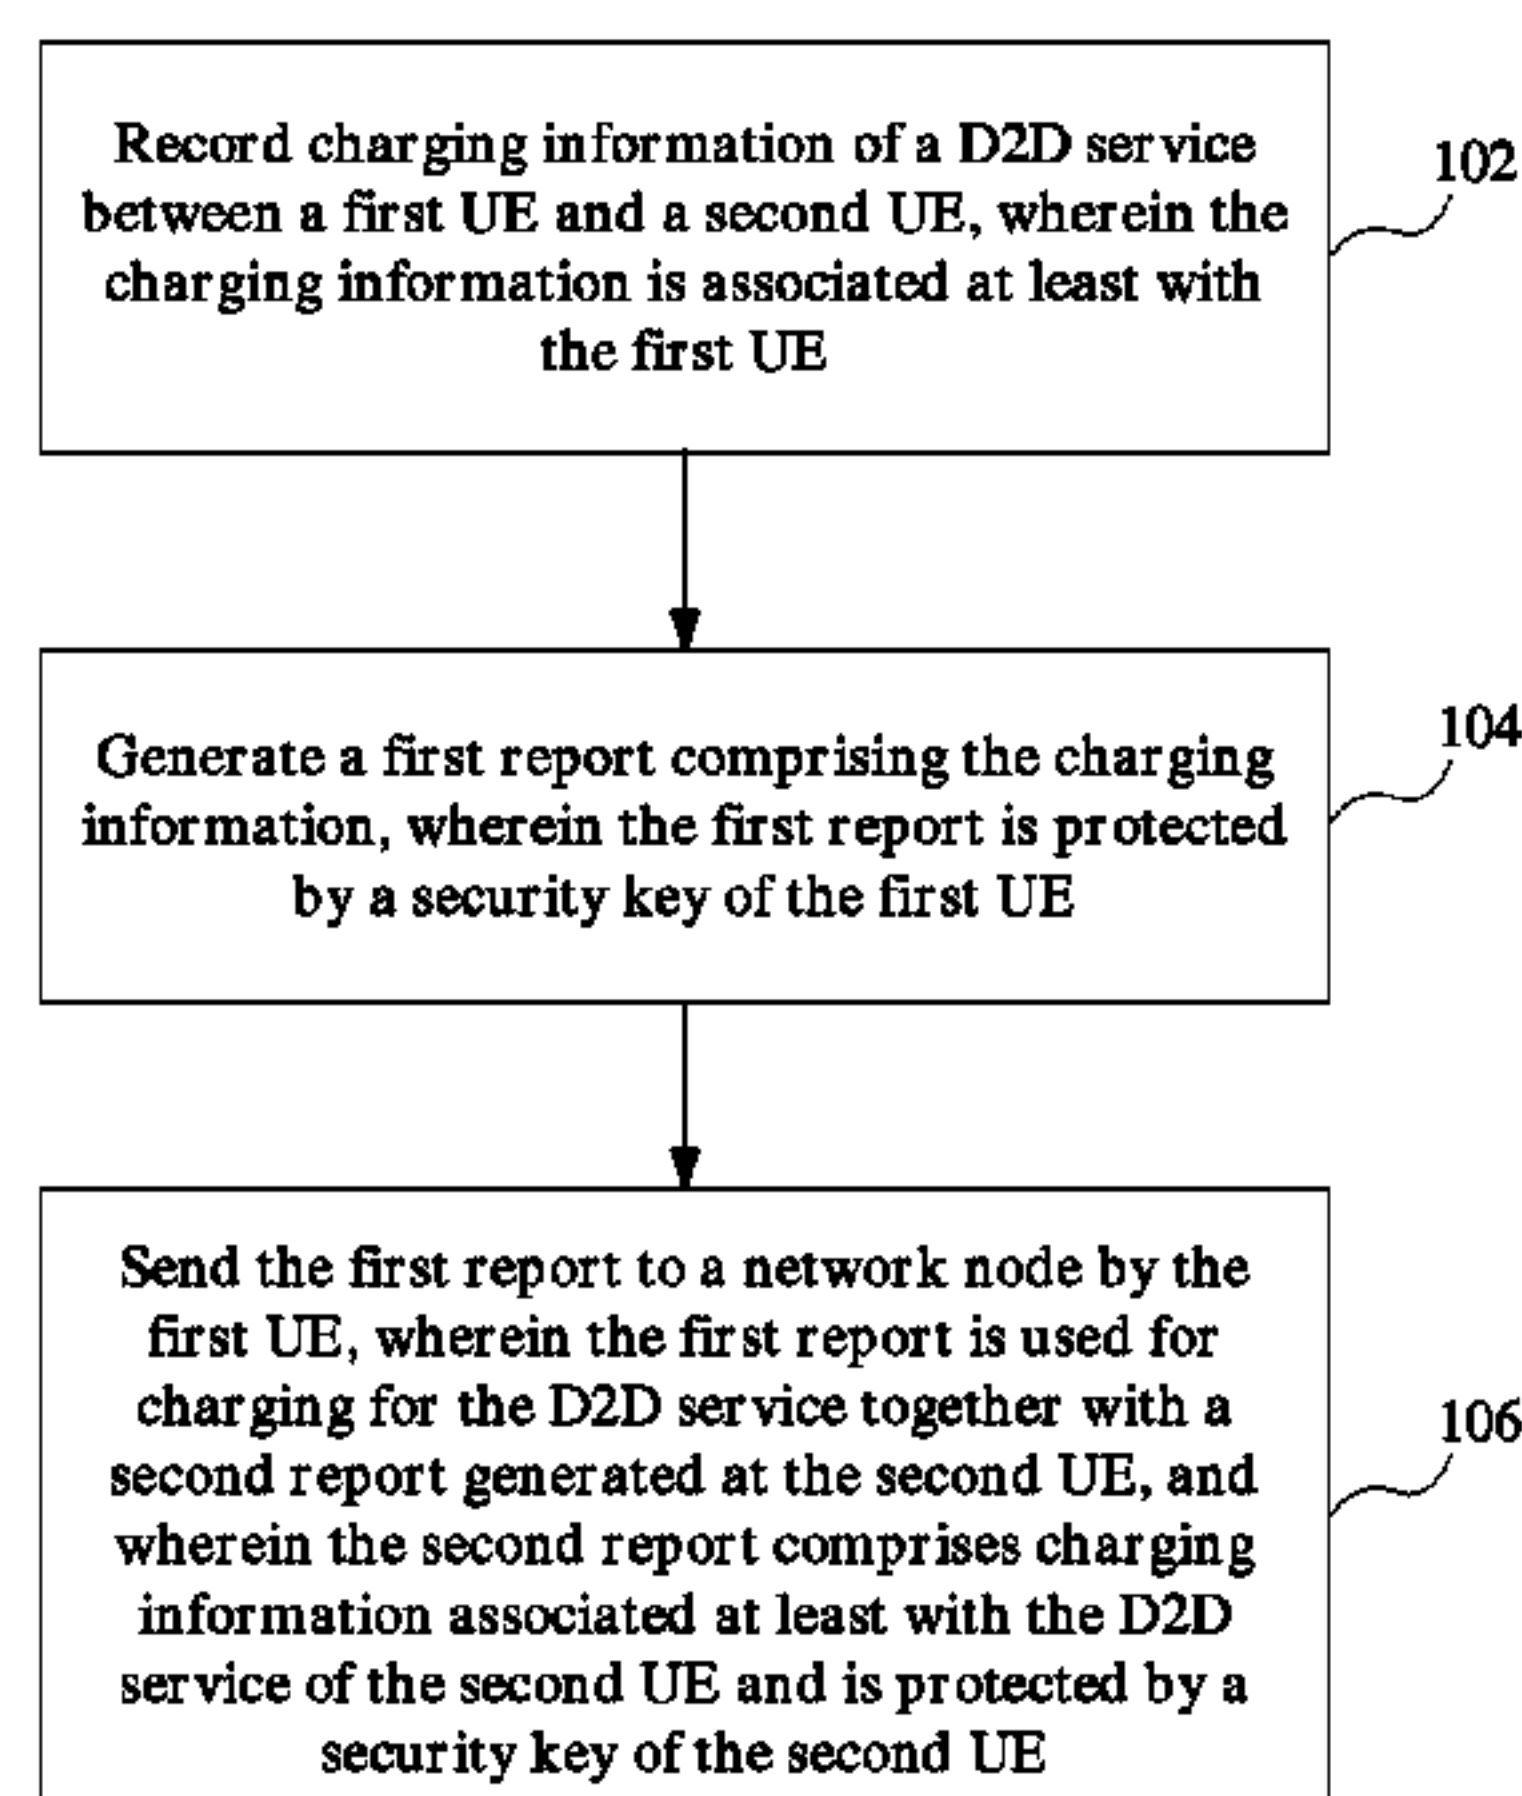 Record charging information of a D2D service
between a first UE and a second UE, wherein the
charging information is associated at least with
the first UE
102
Generate a first report comprising the charging
information, wherein the first report is protected
by a security key of the first UE
104
Send the first report to a network node by the
first UE, wherein the first report is used for
charging for the D2D service together with a
second report generated at the second UE, and
wherein the second report comprises charging
information associated at least with the D2D
service of the second UE and is protected by a
security key of the second UE
106